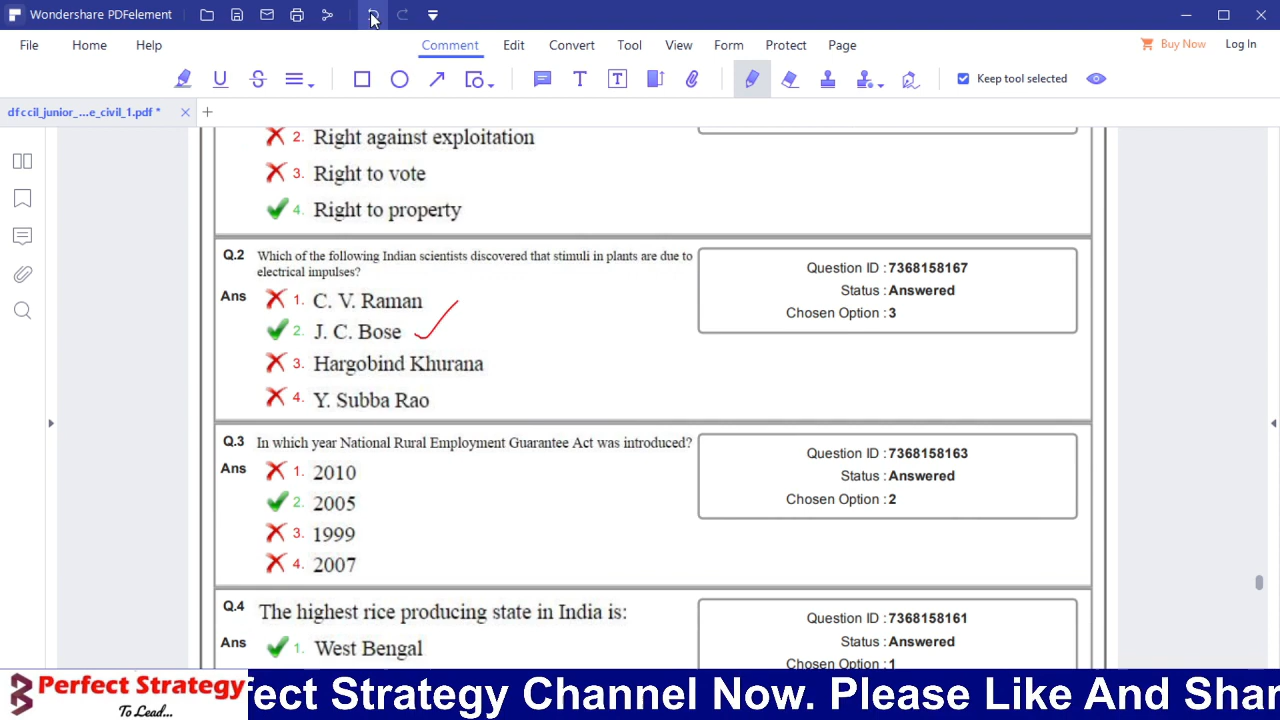 Wondershare PDFelement
File Home Help Comment Edit Convert Tool View Form Protect Page Buy Now Log In
Keep tool selected
dfccil_junior_...e_civil_1.pdf *
2. Right against exploitation
3. Right to vote
4. Right to property
Q.2 Which of the following Indian scientists discovered that stimuli in plants are due to
electrical impulses?
Ans 1. C. V. Raman
2. J. C. Bose
3. Hargobind Khurana
4. Y. Subba Rao
Question ID : 7368158167
Status : Answered
Chosen Option : 3
Q.3 In which year National Rural Employment Guarantee Act was introduced?
Ans 1. 2010
2. 2005
3. 1999
4. 2007
Question ID : 7368158163
Status : Answered
Chosen Option : 2
Q.4 The highest rice producing state in India is:
Ans 1. West Bengal
Question ID : 7368158161
Status : Answered
Chosen Option : 1
Perfect Strategy
To Lead...
fect Strategy Channel Now. Please Like And Shar